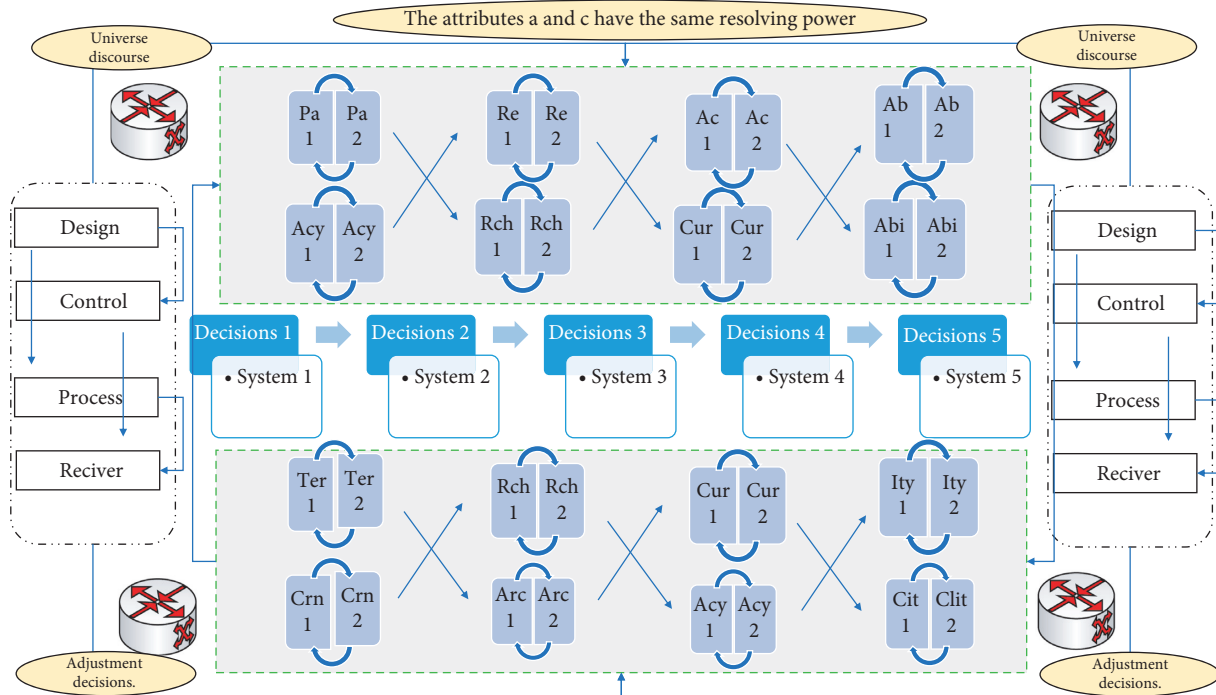 The attributes a and c have the same resolving power
Universe
discourse
Universe
discourse
Pa
1
Pa
2
Re
1
Re
2
Ac
1
Ac
2
Ab
1
Ab
2
Acy
1
Acy
2
Rch
1
Rch
2
Cur
1
Cur
2
Abi
1
Abi
2
Design
Control
Process
Reciver
Design
Control
Process
Reciver
Decisions 1
Decisions 2
Decisions 3
Decisions 4
Decisions 5
• System 1
• System 2
• System 3
• System 4
• System 5
Ter
1
Ter
2
Rch
1
Rch
2
Cur
1
Cur
2
Ity
1
Ity
2
Crn
1
Crn
2
Arc
1
Arc
2
Acy
1
Acy
2
Cit
1
Clit
2
Adjustment
decisions.
Adjustment
decisions.